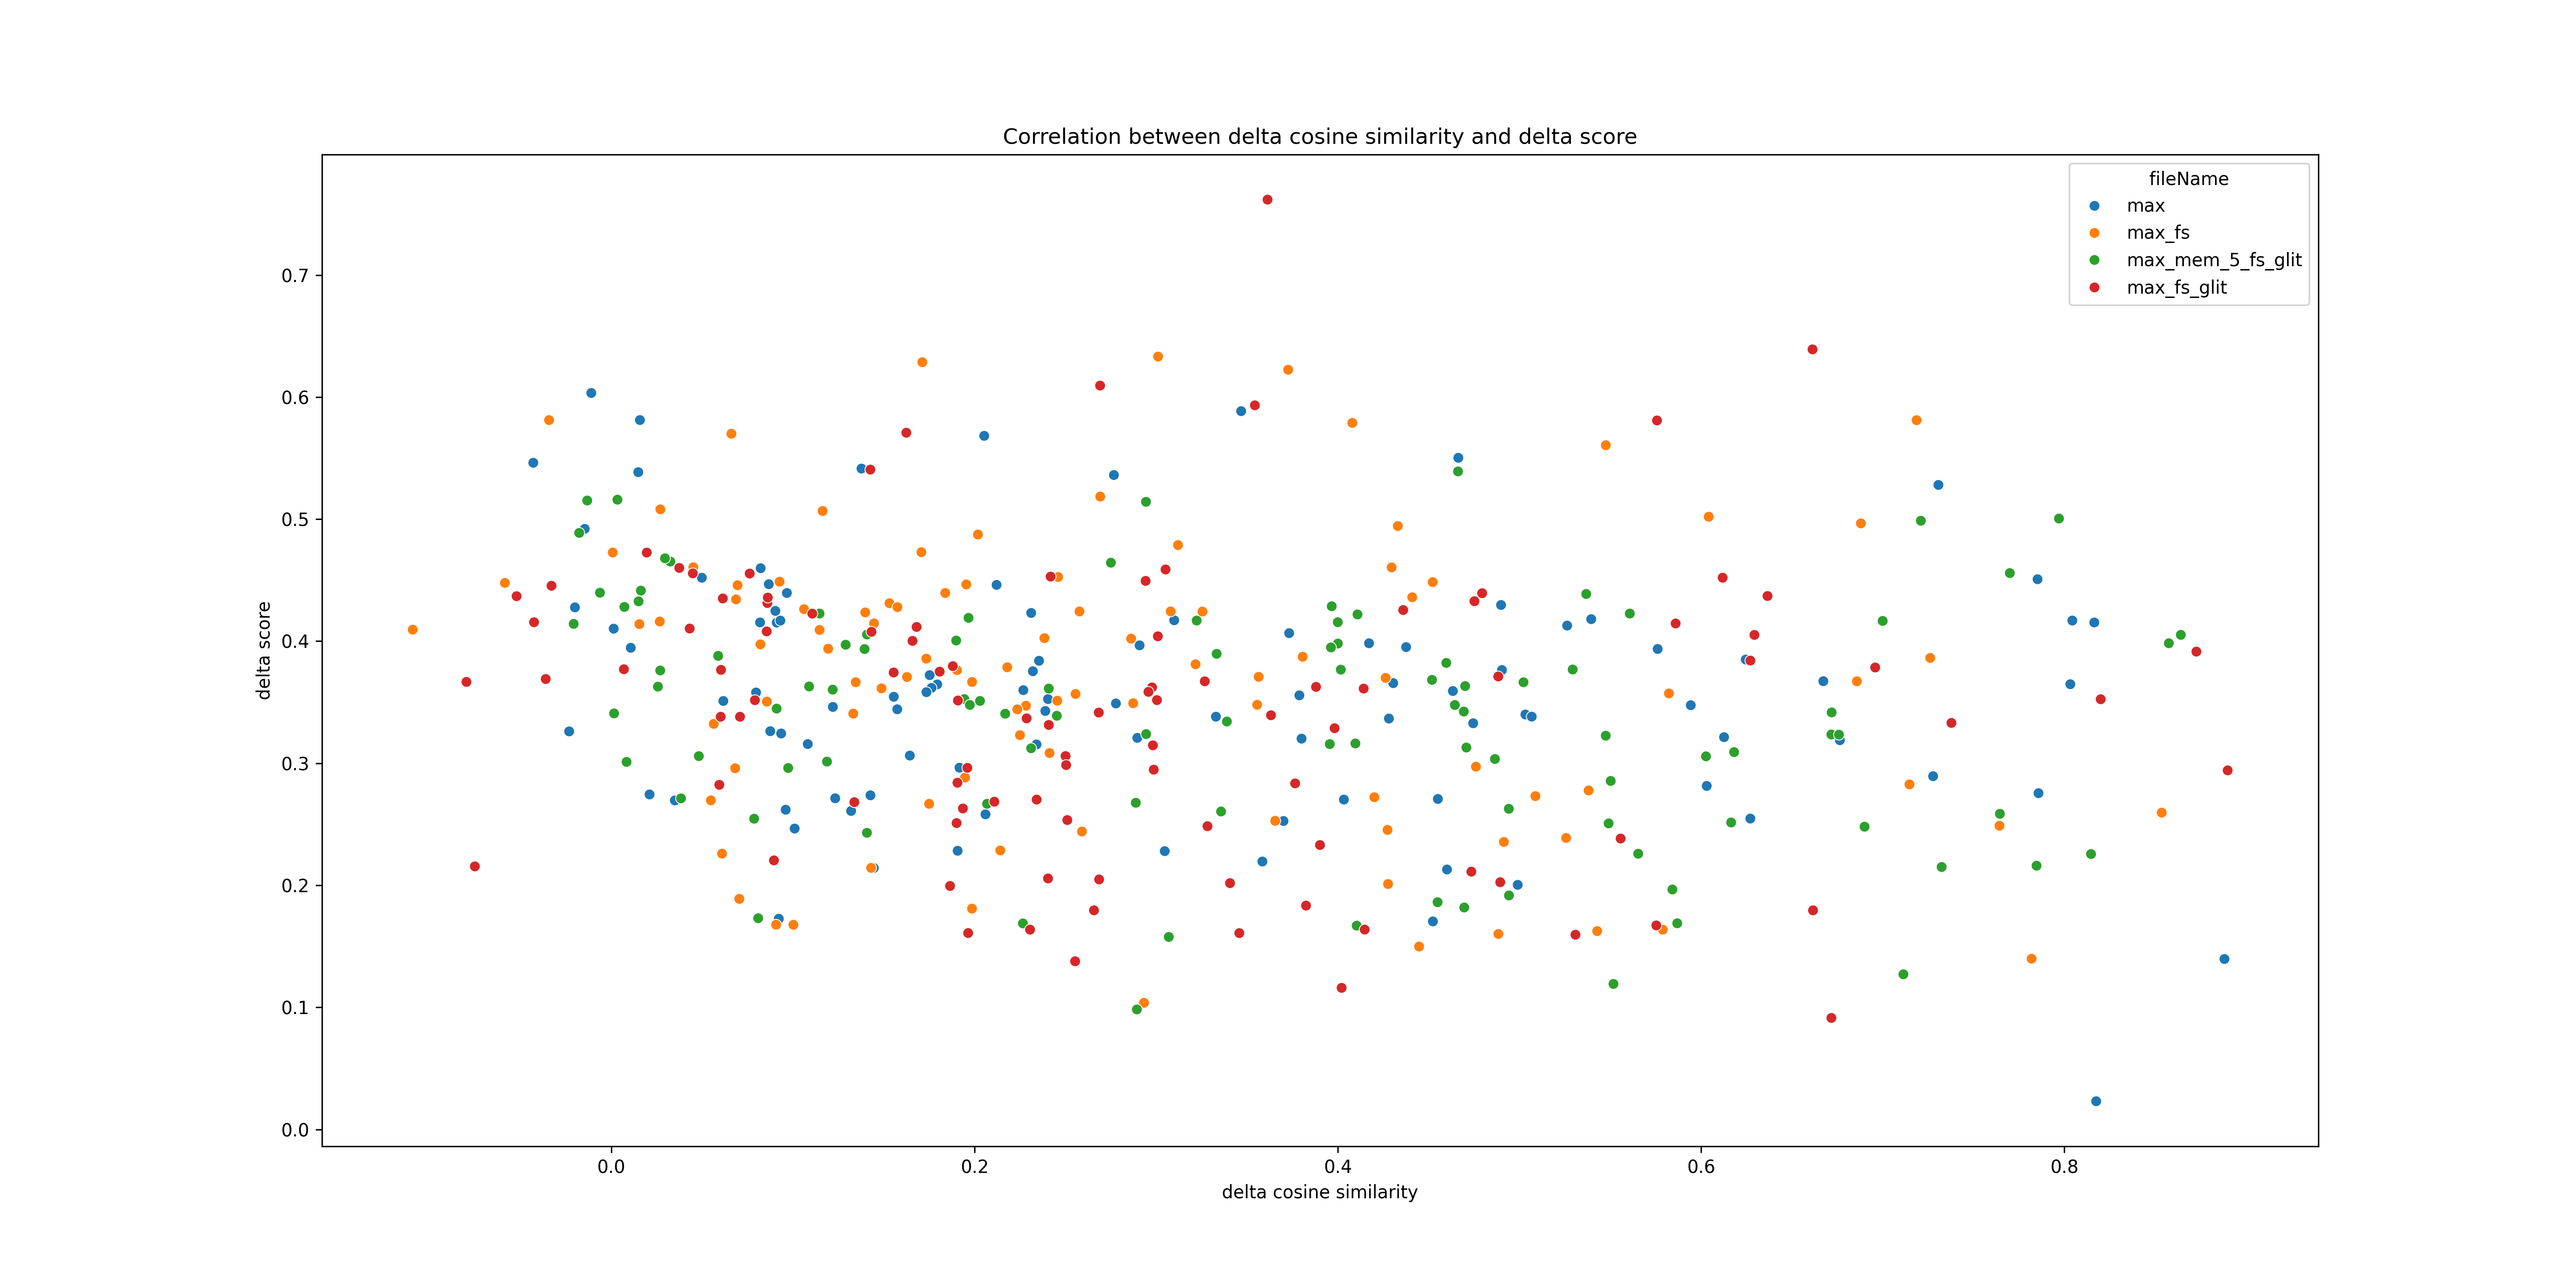 Correlation between delta cosine similarity and delta score
fileName
max
max_fs
max_mem_5_fs_glit
max_fs_glit
delta score
0.7
0.6
0.5
0.4
0.3
0.2
0.1
0.0
0.0 0.2 0.4 0.6 0.8
delta cosine similarity